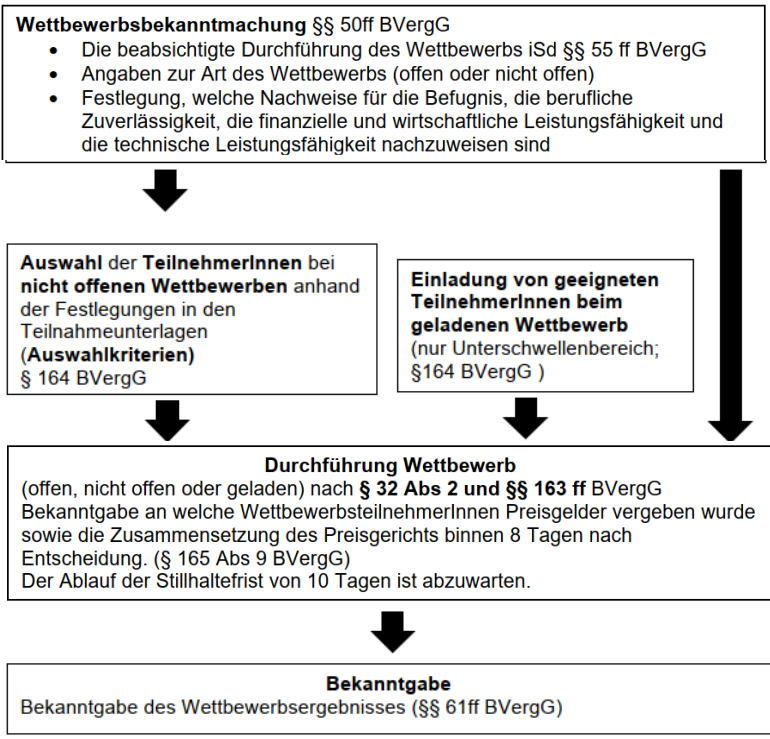 Wettbewerbsbekanntmachung §§ 50ff BVergG
• Die beabsichtigte Durchführung des Wettbewerbs iSd §§ 55 ff BVergG
• Angaben zur Art des Wettbewerbs (offen oder nicht offen)
• Festlegung, welche Nachweise für die Befugnis, die berufliche
Zuverlässigkeit, die finanzielle und wirtschaftliche Leistungsfähigkeit und
die technische Leistungsfähigkeit nachzuweisen sind
Auswahl der TeilnehmerInnen bei
nicht offenen Wettbewerben anhand
der Festlegungen in den
Teilnahmeunterlagen
(Auswahlkriterien)
§ 164 BVergG
Einladung von geeigneten
TeilnehmerInnen beim
geladenen Wettbewerb
(nur Unterschwellenbereich;
§164 BVergG )
Durchführung Wettbewerb
(offen, nicht offen oder geladen) nach § 32 Abs 2 und §§ 163 ff BVergG
Bekanntgabe an welche WettbewerbsteilnehmerInnen Preisgelder vergeben wurde
sowie die Zusammensetzung des Preisgerichts binnen 8 Tagen nach
Entscheidung. (§ 165 Abs 9 BVergG)
Der Ablauf der Stillhaltefrist von 10 Tagen ist abzuwarten.
Bekanntgabe
Bekanntgabe des Wettbewerbsergebnisses (§§ 61ff BVergG)